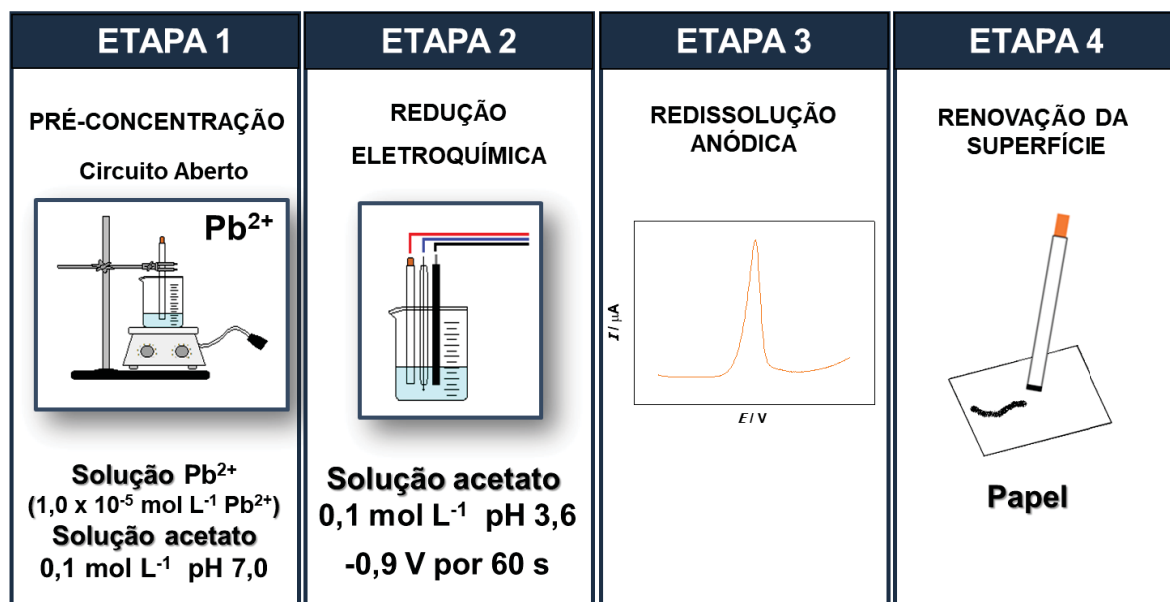 ETAPA 1
PRÉ-CONCENTRAÇÃO
Circuito Aberto
Pb²⁺
Solução Pb²⁺
(1,0 x 10⁻⁵ mol L⁻¹ Pb²⁺)
Solução acetato
0,1 mol L⁻¹ pH 7,0
ETAPA 2
REDUÇÃO
ELETROQUÍMICA
Solução acetato
0,1 mol L⁻¹ pH 3,6
-0,9 V por 60 s
ETAPA 3
REDISSOLUÇÃO
ANÓDICA
I / µA
E / V
ETAPA 4
RENOVAÇÃO DA
SUPERFÍCIE
Papel